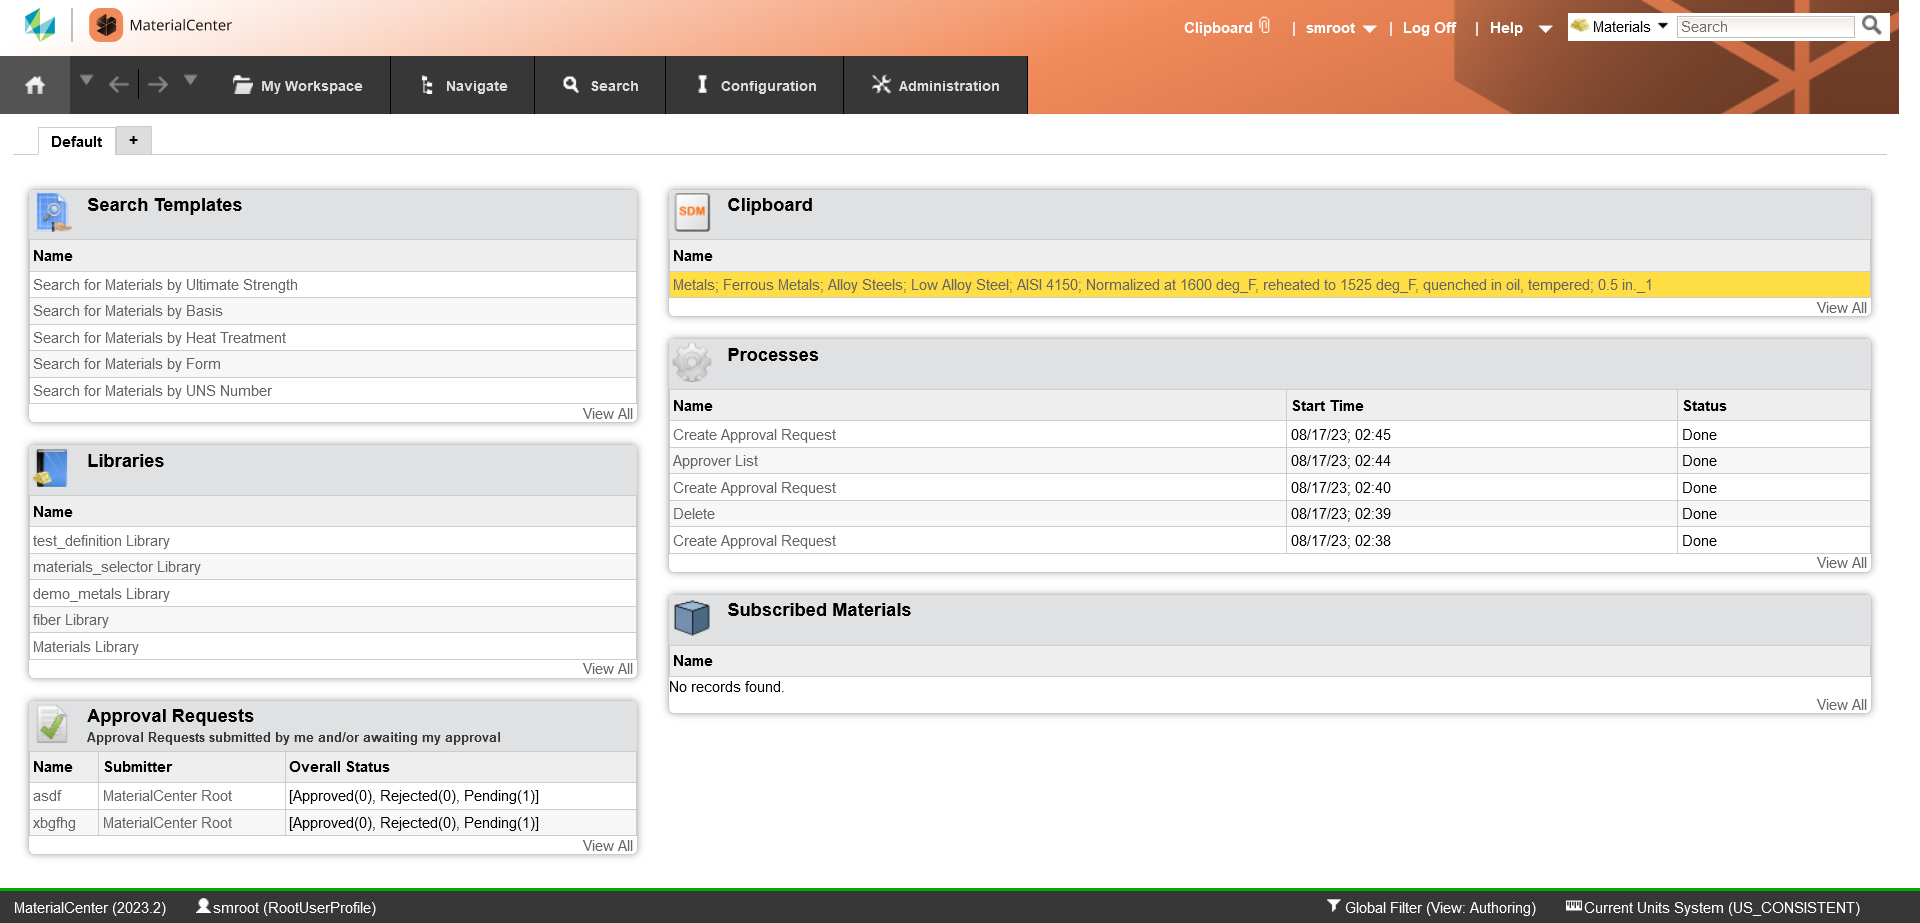 MaterialCenter
Clipboard | smroot | Log Off | Help
Materials Search
My Workspace Navigate Search Configuration Administration
Default +
Search Templates
Name
Search for Materials by Ultimate Strength
Search for Materials by Basis
Search for Materials by Heat Treatment
Search for Materials by Form
Search for Materials by UNS Number
View All
Libraries
Name
test_definition Library
materials_selector Library
demo_metals Library
fiber Library
Materials Library
View All
Approval Requests
Approval Requests submitted by me and/or awaiting my approval
Name Submitter Overall Status
asdf MaterialCenter Root [Approved(0), Rejected(0), Pending(1)]
xbgfhg MaterialCenter Root [Approved(0), Rejected(0), Pending(1)]
View All
SDM Clipboard
Name
Metals; Ferrous Metals; Alloy Steels; Low Alloy Steel; AISI 4150; Normalized at 1600 deg_F, reheated to 1525 deg_F, quenched in oil, tempered; 0.5 in._1
View All
Processes
Name Start Time Status
Create Approval Request 08/17/23; 02:45 Done
Approver List 08/17/23; 02:44 Done
Create Approval Request 08/17/23; 02:40 Done
Delete 08/17/23; 02:39 Done
Create Approval Request 08/17/23; 02:38 Done
View All
Subscribed Materials
Name
No records found.
View All
MaterialCenter (2023.2) smroot (RootUserProfile) Global Filter (View: Authoring) Current Units System (US_CONSISTENT)